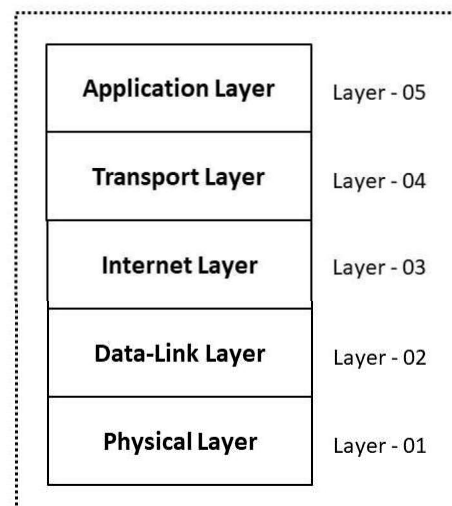 Application Layer Layer - 05
Transport Layer Layer - 04
Internet Layer Layer - 03
Data-Link Layer Layer - 02
Physical Layer Layer - 01